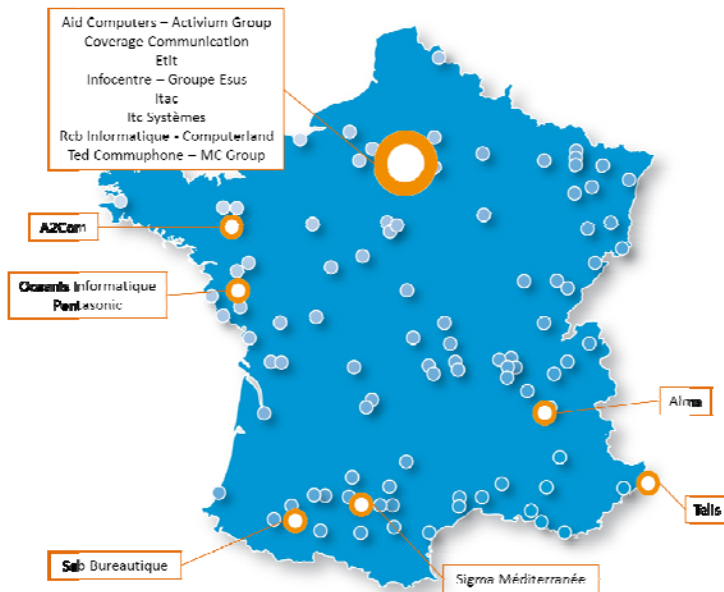 Aid Computers – Activium Group
Coverage Communication
Etit
Infocentre – Groupe Esus
Itac
Itc Systèmes
Rcb Informatique - Computerland
Ted Commuphone – MC Group
A2Com
Oceanis Informatique
Pentasonic
Alma
Telis
Sab Bureautique
Sigma Méditerranée